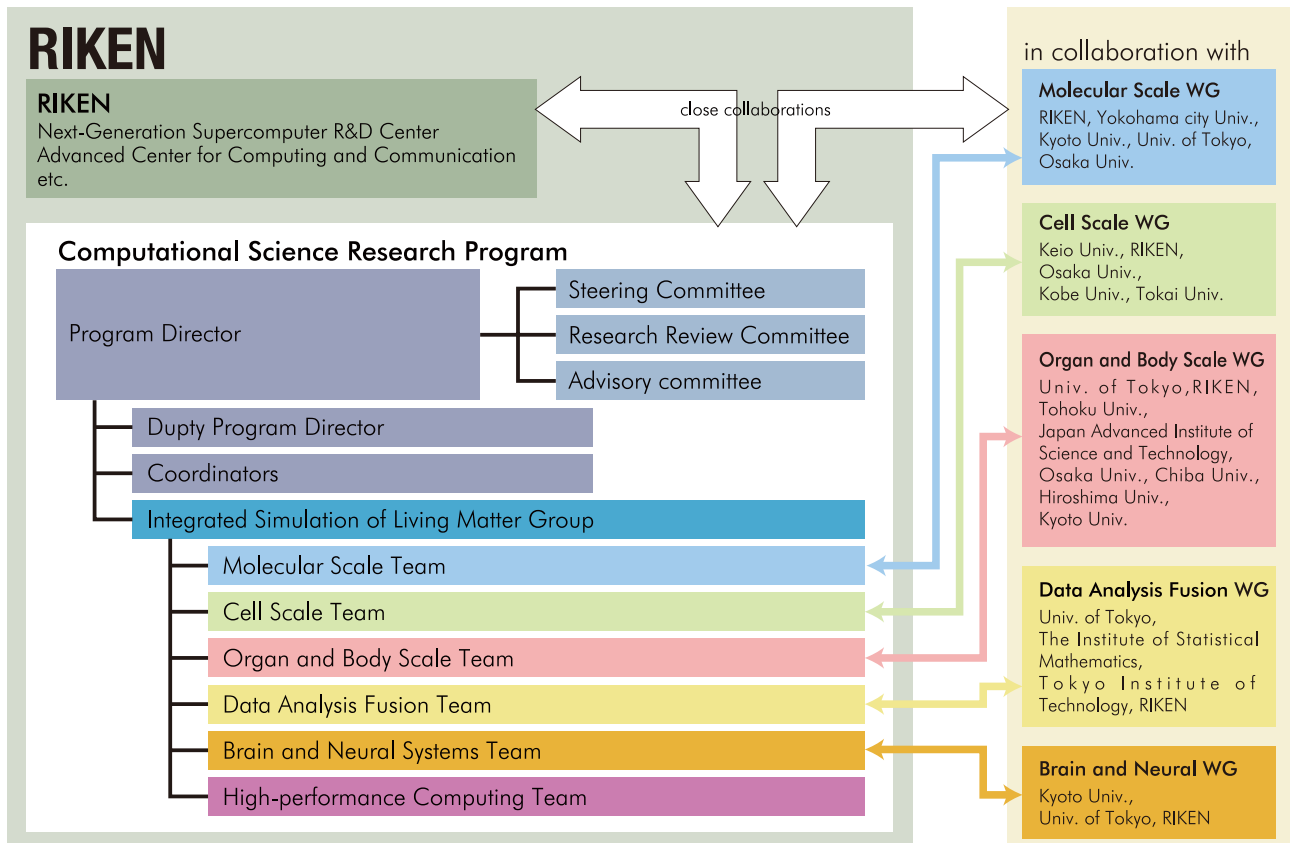 RIKEN
RIKEN
Next-Generation Supercomputer R&D Center
Advanced Center for Computing and Communication
etc.
close collaborations
Computational Science Research Program
Program Director
Steering Committee
Research Review Committee
Advisory committee
Dupty Program Director
Coordinators
Integrated Simulation of Living Matter Group
Molecular Scale Team
Cell Scale Team
Organ and Body Scale Team
Data Analysis Fusion Team
Brain and Neural Systems Team
High-performance Computing Team
in collaboration with
Molecular Scale WG
RIKEN, Yokohama city Univ.,
Kyoto Univ., Univ. of Tokyo,
Osaka Univ.
Cell Scale WG
Keio Univ., RIKEN,
Osaka Univ.,
Kobe Univ., Tokai Univ.
Organ and Body Scale WG
Univ. of Tokyo,RIKEN,
Tohoku Univ.,
Japan Advanced Institute of
Science and Technology,
Osaka Univ., Chiba Univ.,
Hiroshima Univ.,
Kyoto Univ.
Data Analysis Fusion WG
Univ. of Tokyo,
The Institute of Statistical
Mathematics,
Tokyo Institute of
Technology, RIKEN
Brain and Neural WG
Kyoto Univ.,
Univ. of Tokyo, RIKEN